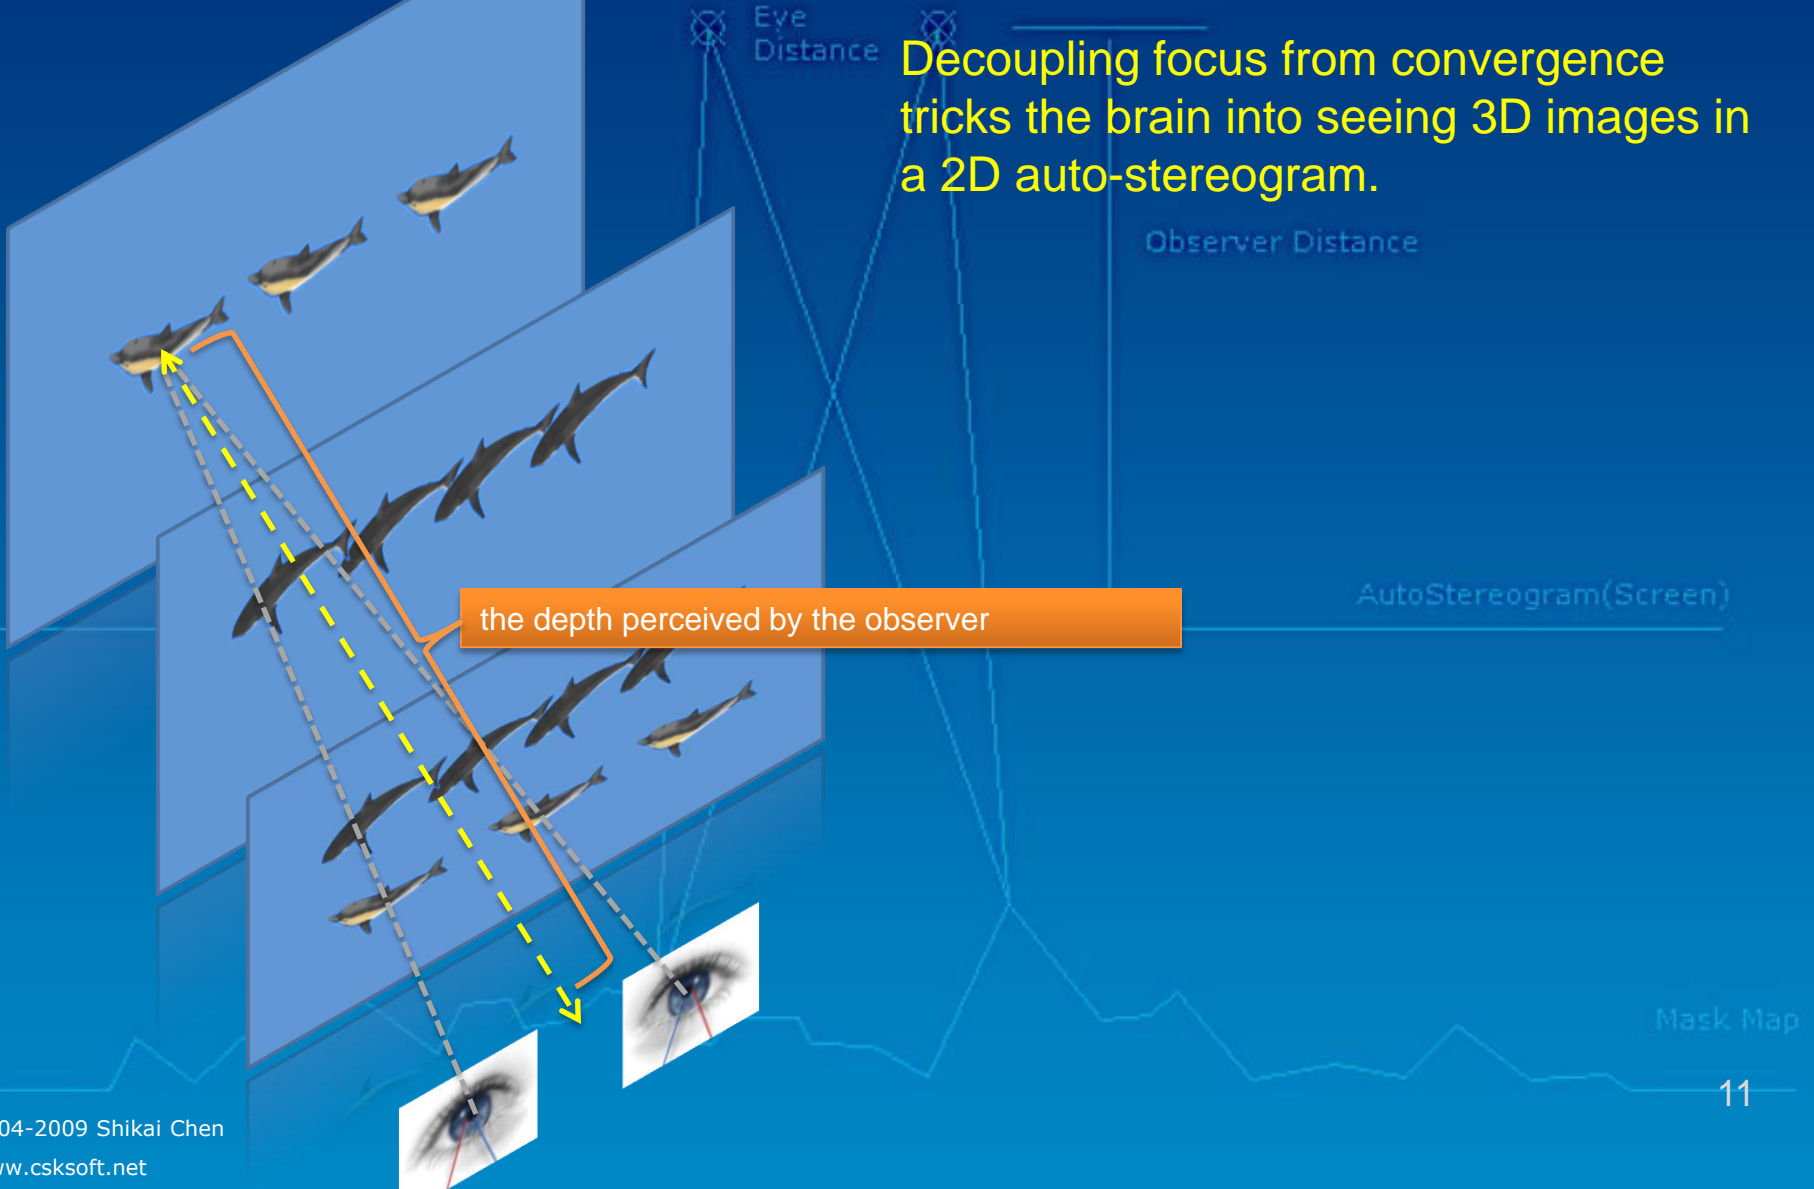 Eye
Distance
Decoupling focus from convergence
tricks the brain into seeing 3D images in
a 2D auto-stereogram.
Observer Distance
the depth perceived by the observer
AutoStereogram(Screen)
Mask Map
11
04-2009 Shikai Chen
w.csksoft.net